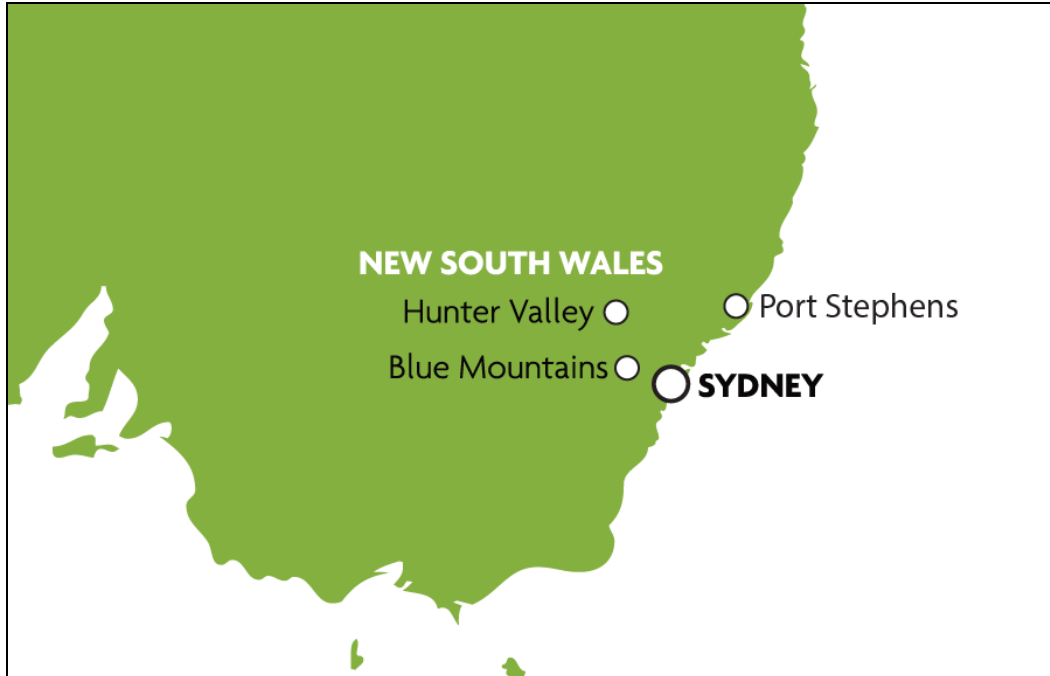 NEW SOUTH WALES
Hunter Valley
Port Stephens
Blue Mountains
SYDNEY